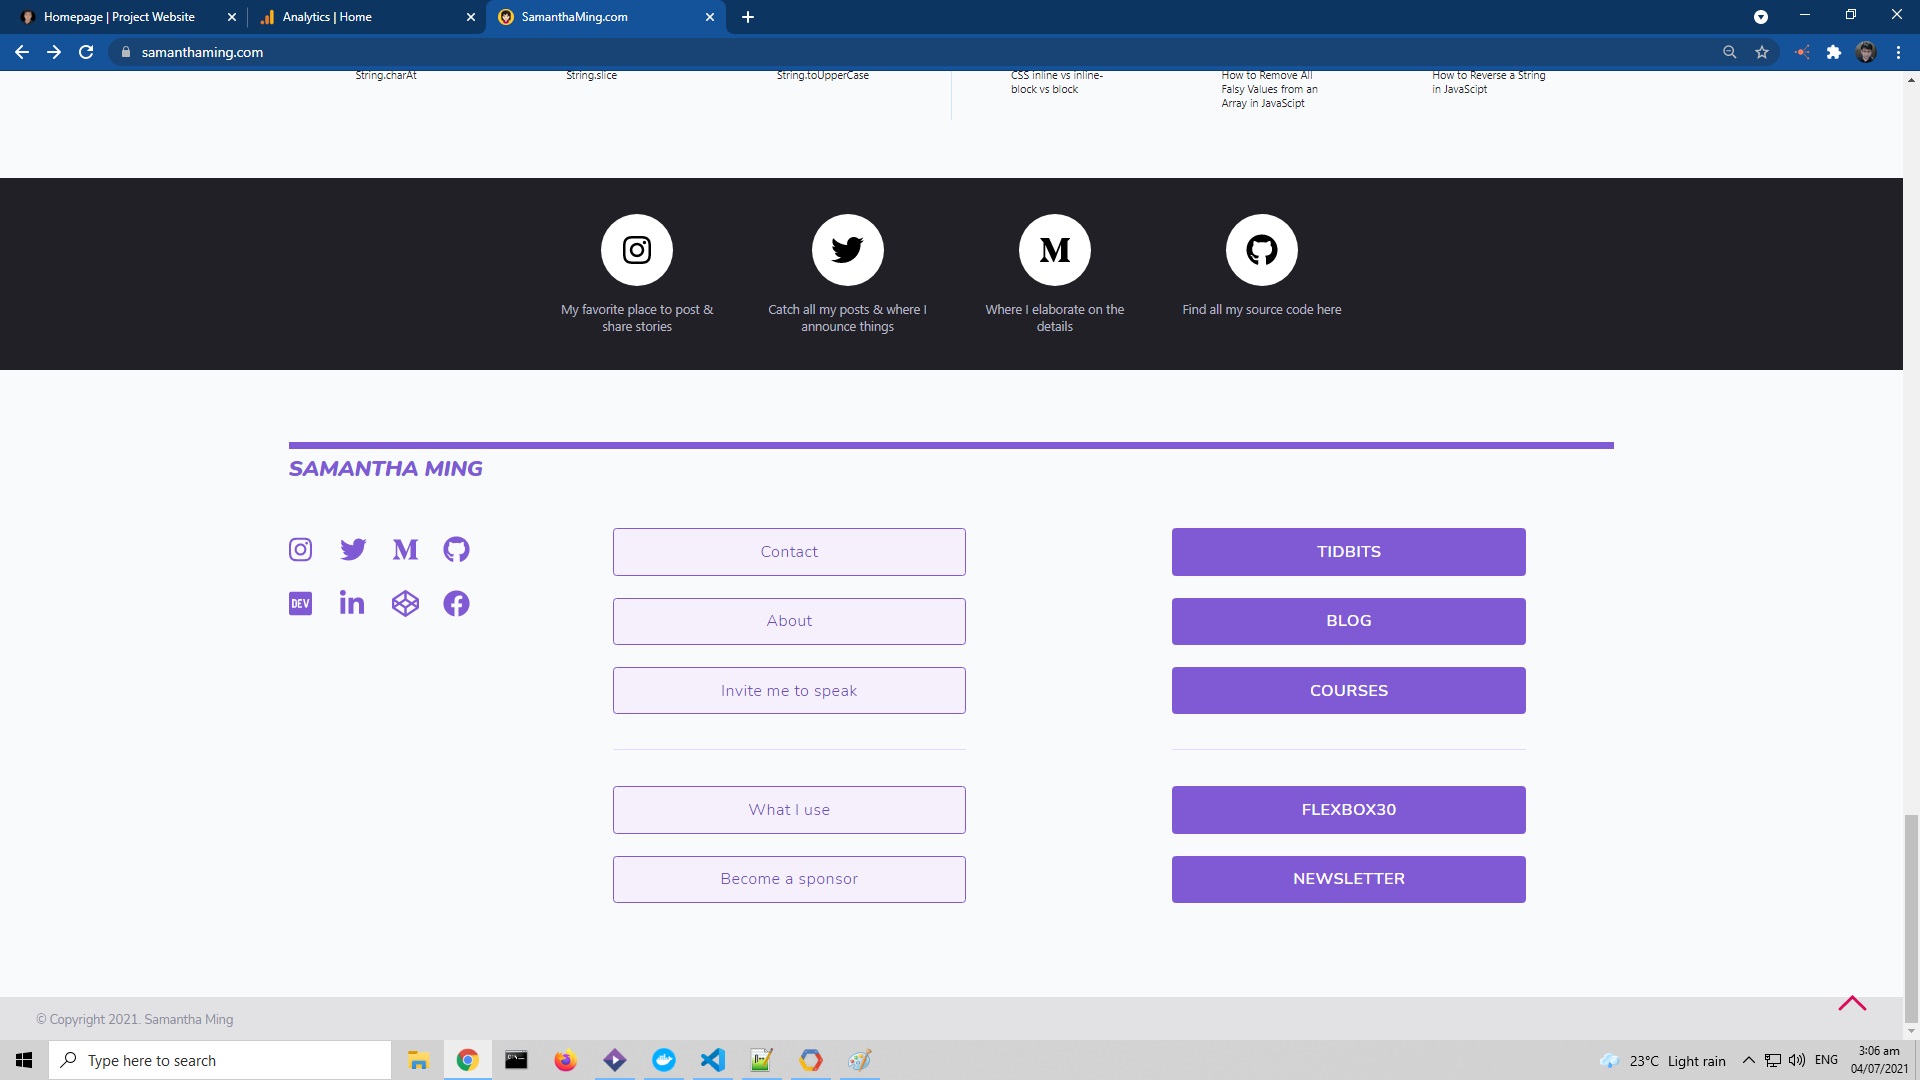 Homepage | Project Website
Analytics | Home
SamanthaMing.com
samanthaming.com
String.charAt
String.slice
String.toUpperCase
CSS inline vs inline-
block vs block
How to Remove All
Falsy Values from an
Array in JavaScipt
How to Reverse a String
in JavaScipt
M
My favorite place to post &
share stories
Catch all my posts & where I
announce things
Where I elaborate on the
details
Find all my source code here
SAMANTHA MING
M
DEV
in
Contact
About
Invite me to speak
What I use
Become a sponsor
TIDBITS
BLOG
COURSES
FLEXBOX30
NEWSLETTER
© Copyright 2021. Samantha Ming
Type here to search
23°C Light rain
ENG
3:06 am
04/07/2021